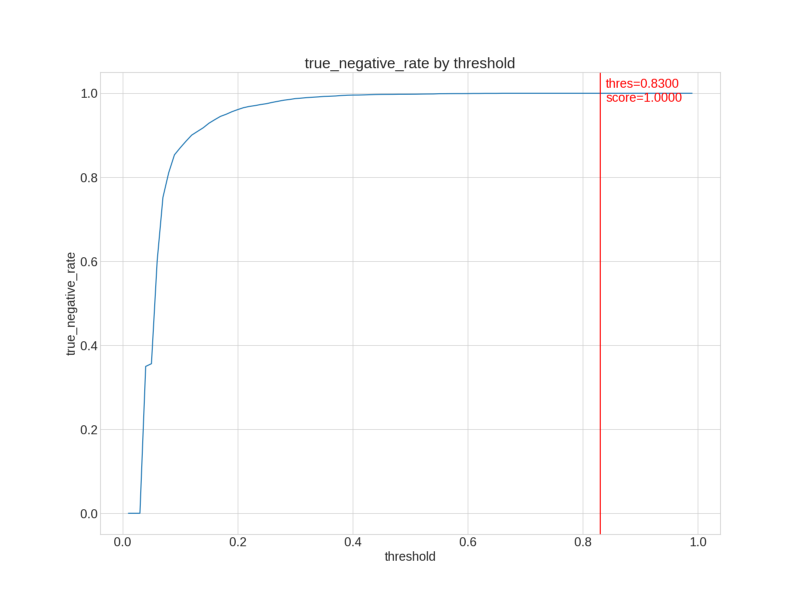 true_negative_rate by threshold
thres=0.8300
score=1.0000
1.0
0.8
0.6
0.4
0.2
0.0
true_negative_rate
0.0 0.2 0.4 0.6 0.8 1.0
threshold